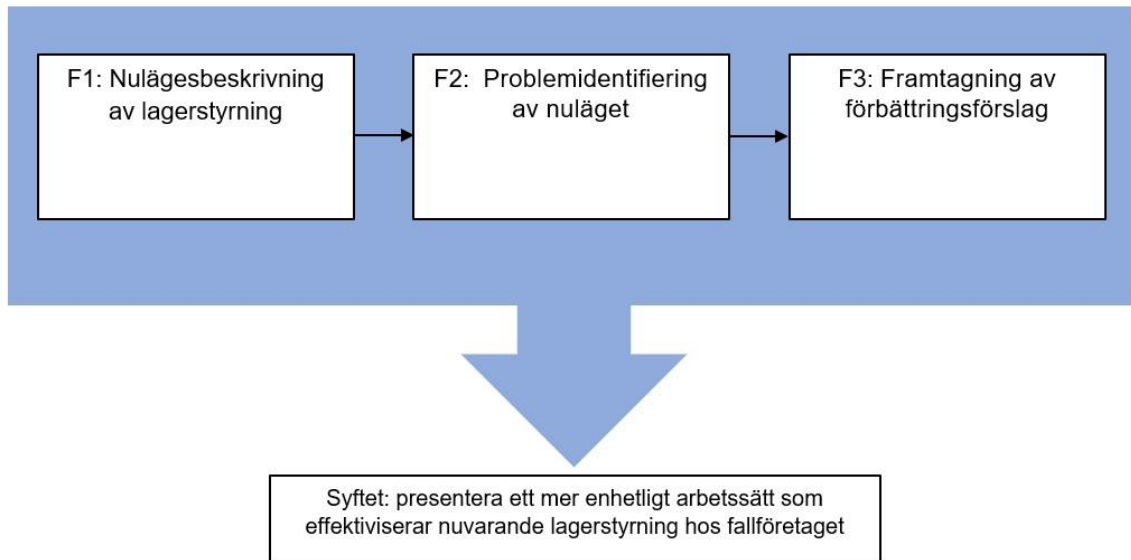 F1: Nulägesbeskrivning
av lagerstyrning
F2: Problemidentifiering
av nuläget
F3: Framtagning av
förbättringsförslag
Syftet: presentera ett mer enhetligt arbetssätt som
effektiviserar nuvarande lagerstyrning hos fallföretaget